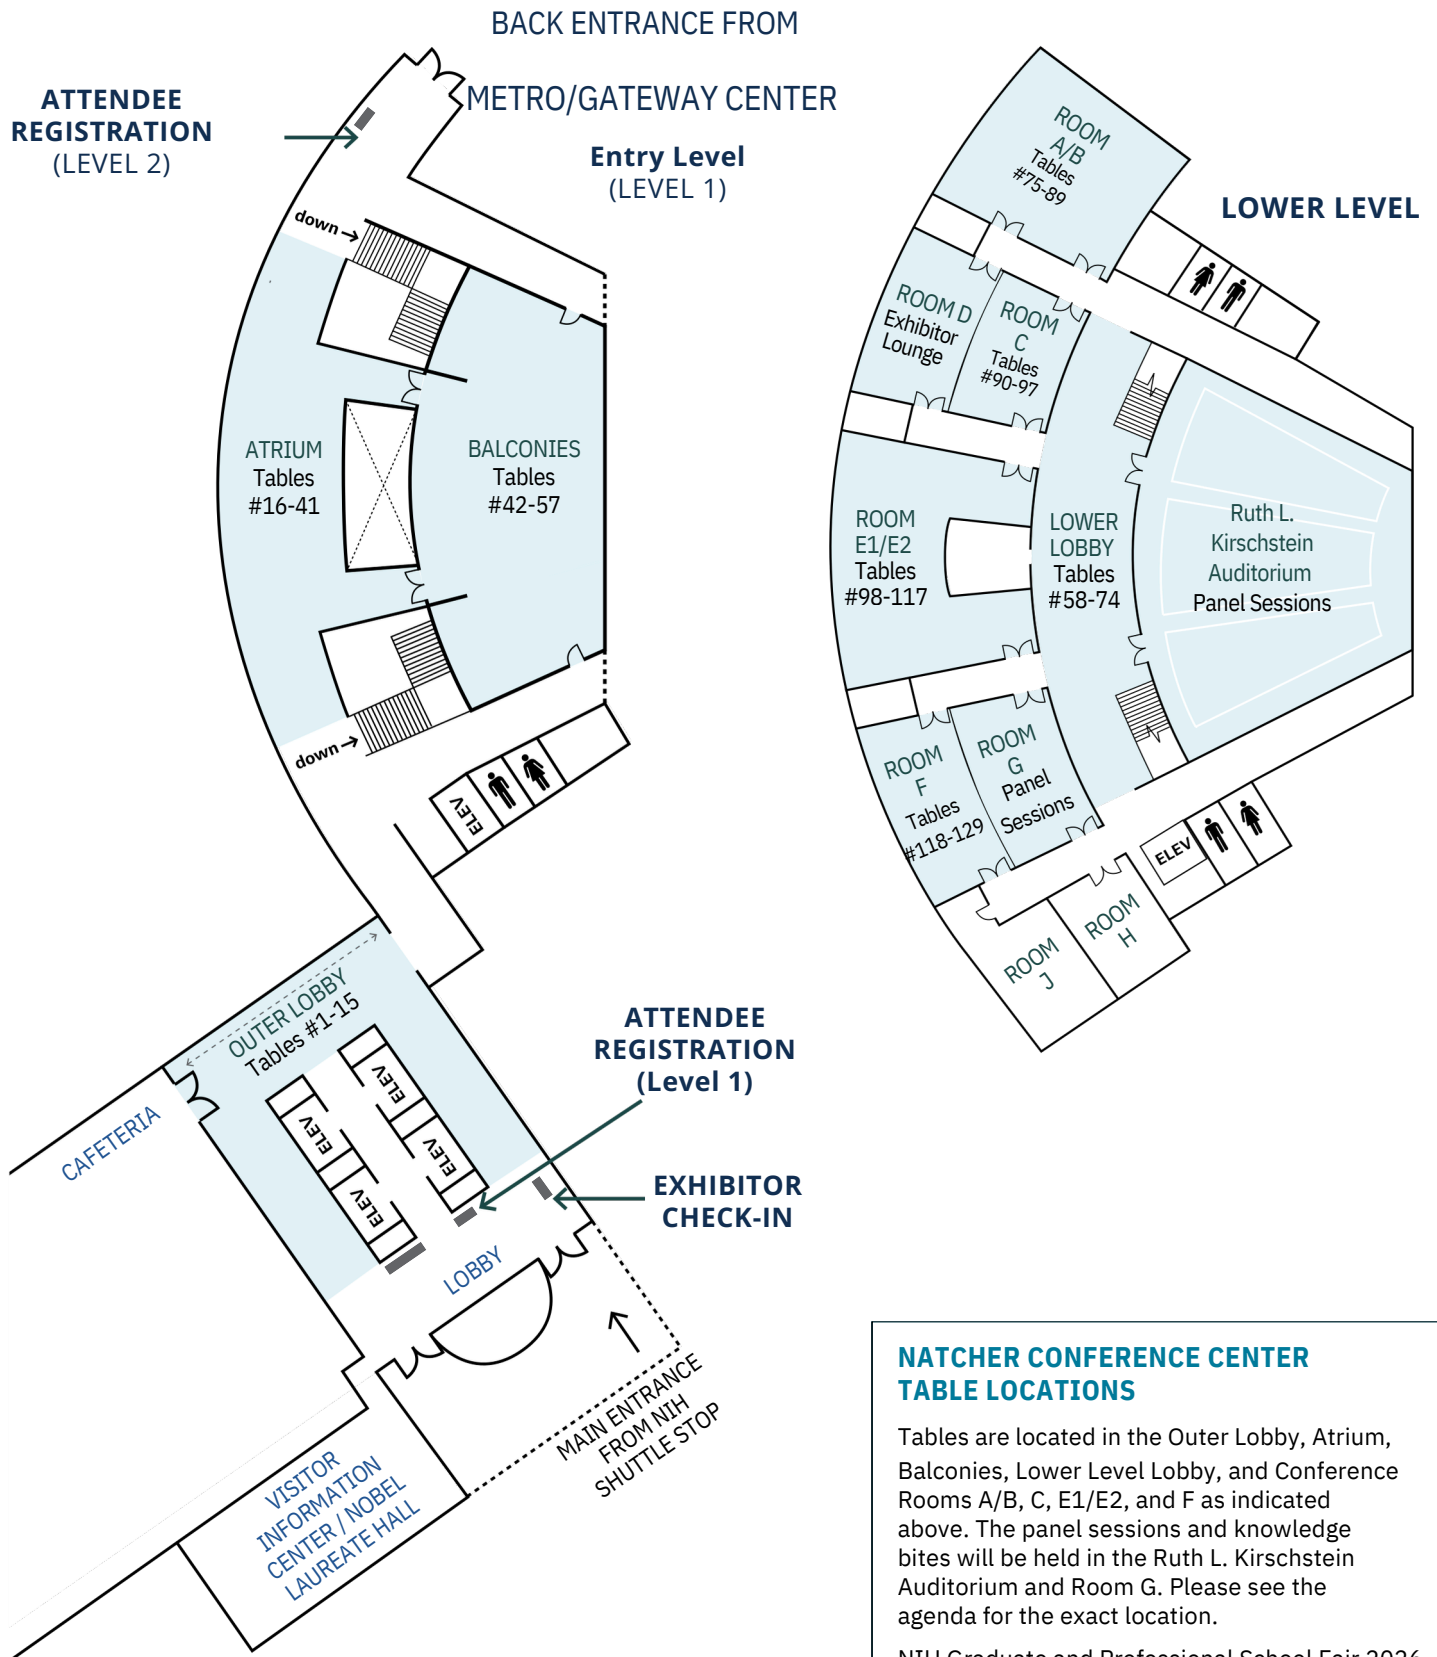 BACK ENTRANCE FROM
METRO/GATEWAY CENTER
ATTENDEE
REGISTRATION
(LEVEL 2)
Entry Level
(LEVEL 1)
down
ATRIUM
Tables
#16-41
BALCONIES
Tables
#42-57
down
ELEV
OUTER LOBBY
Tables #1-15
CAFETERIA
ELEV
ELEV
ELEV
ELEV
ATTENDEE
REGISTRATION
(Level 1)
EXHIBITOR
CHECK-IN
LOBBY
MAIN ENTRANCE
FROM NIH
SHUTTLE STOP
VISITOR
INFORMATION
CENTER / NOBEL
LAUREATE HALL
LOWER LEVEL
ROOM
A/B
Tables
#75-89
ROOM D
Exhibitor
Lounge
ROOM
C
Tables
#90-97
ROOM
E1/E2
Tables
#98-117
LOWER
LOBBY
Tables
#58-74
Ruth L.
Kirschstein
Auditorium
Panel Sessions
ROOM
F
Tables
#118-129
ROOM
G
Panel
Sessions
ELEV
ROOM
H
ROOM
J
NATCHER CONFERENCE CENTER
TABLE LOCATIONS
Tables are located in the Outer Lobby, Atrium,
Balconies, Lower Level Lobby, and Conference
Rooms A/B, C, E1/E2, and F as indicated
above. The panel sessions and knowledge
bites will be held in the Ruth L. Kirschstein
Auditorium and Room G. Please see the
agenda for the exact location.
NIH Graduate and Professional School Fair 2026